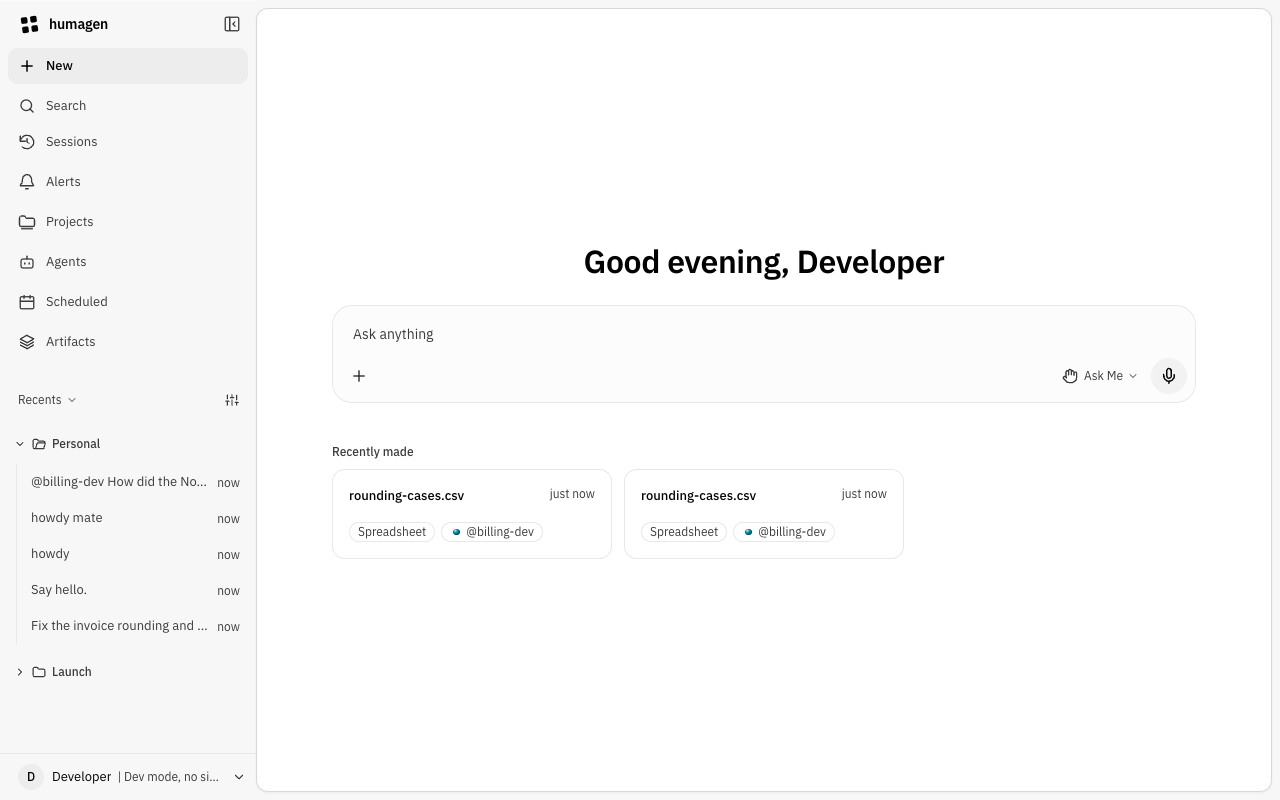 humagen
New
Search
Sessions
Alerts
Projects
Agents
Scheduled
Artifacts
Recents
Personal
@billing-dev How did the No... now
howdy mate now
howdy now
Say hello. now
Fix the invoice rounding and ... now
Launch
D Developer | Dev mode, no si...
Good evening, Developer
Ask anything
Ask Me
Recently made
rounding-cases.csv just now
Spreadsheet @billing-dev
rounding-cases.csv just now
Spreadsheet @billing-dev